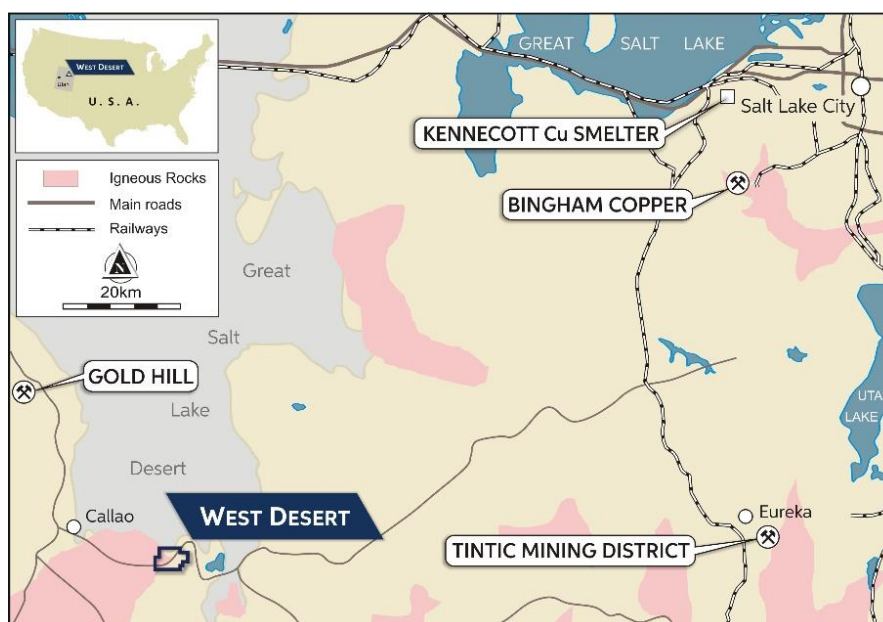 WEST DESERT
Utah
U. S. A.
Igneous Rocks
Main roads
Railways
20km
GREAT SALT LAKE
Salt Lake City
KENNECOTT Cu SMELTER
BINGHAM COPPER
Great
Salt
Lake
Desert
GOLD HILL
UTA
LAKE
Callao
WEST DESERT
Eureka
TINTIC MINING DISTRICT